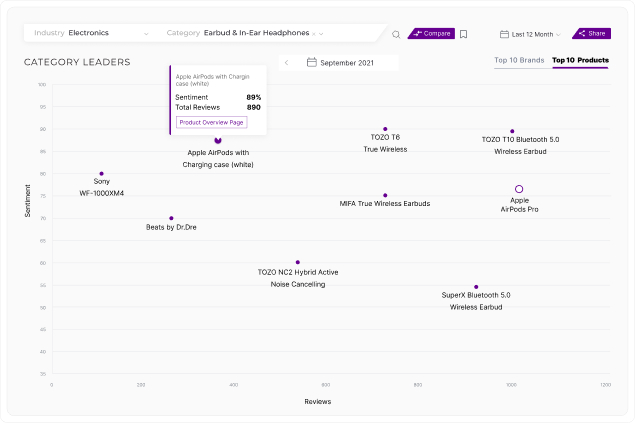 Industry Electronics
Category Earbud & In-Ear Headphones
Compare
Last 12 Month
Share
CATEGORY LEADERS
September 2021
Top 10 Brands
Top 10 Products
Apple AirPods with Chargin
case (white)
Sentiment 89%
Total Reviews 890
Product Overview Page
100
95
90
85
80
75
70
65
60
55
50
45
40
35
Sentiment
Apple AirPods with
Charging case (white)
TOZO T6
True Wireless
TOZO T10 Bluetooth 5.0
Wireless Earbud
Sony
WF-1000XM4
MIFA True Wireless Earbuds
Apple
AirPods Pro
Beats by Dr.Dre
TOZO NC2 Hybrid Active
Noise Cancelling
SuperX Bluetooth 5.0
Wireless Earbud
0
200
400
600
800
1000
1200
Reviews